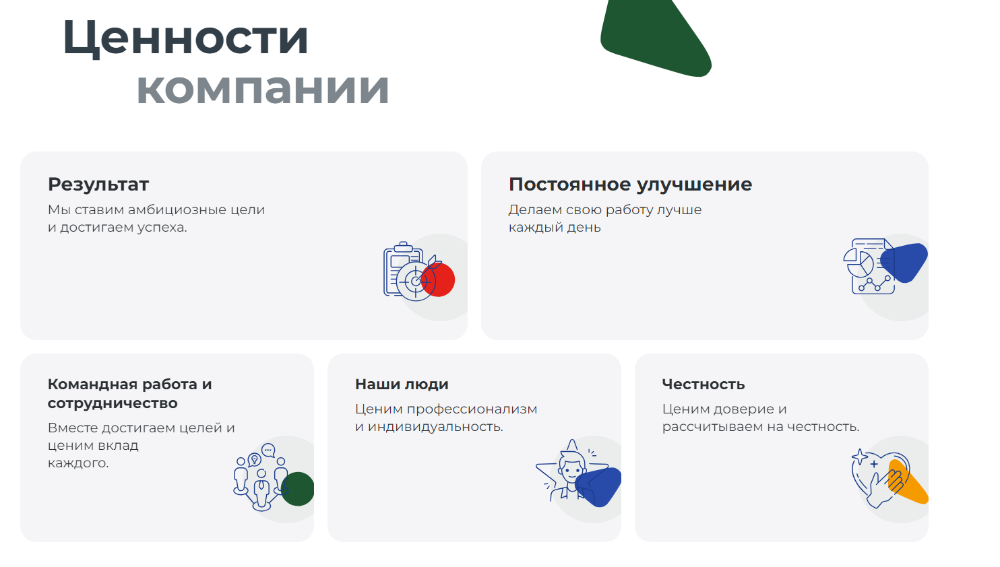 Ценности
компании
Результат
Мы ставим амбициозные цели
и достигаем успеха.
Постоянное улучшение
Делаем свою работу лучше
каждый день
Командная работа и
сотрудничество
Вместе достигаем целей и
ценим вклад
каждого.
Наши люди
Ценим профессионализм
и индивидуальность.
Честность
Ценим доверие и
рассчитываем на честность.